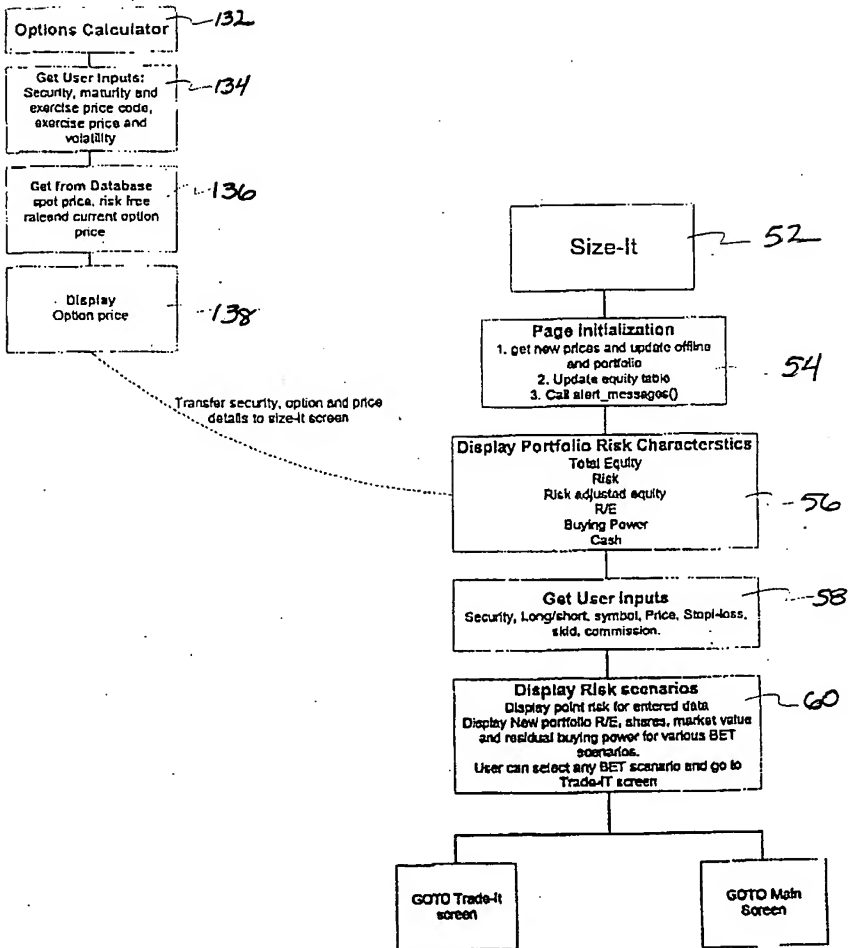 Options Calculator
132
Get User Inputs:
Security, maturity and
exercise price code,
exercise price and
volatility
134
Get from Database
spot price, risk free
rateend current option
price
136
Display
Option price
138
Transfer security, option and price
details to size-it screen
Size-It
52
Page initialization
1. get new prices and update offline
and portfolio
2. Update equity table
3. Call alert_messages()
54
Display Portfolio Risk Characterstics
Total Equity
Risk
Risk adjusted equity
R/E
Buying Power
Cash
56
Get User Inputs
Security, Long/short, symbol, Price, Stopl-loss,
skid, commission.
58
Display Risk scenarios
Display point risk for entered data
Display New portfolio R/E, shares, market value
and residual buying power for various BET
scenarios.
User can select any BET scenario and go to
Trade-IT screen
60
GOTO Trade-It
screen
GOTO Main
Screen